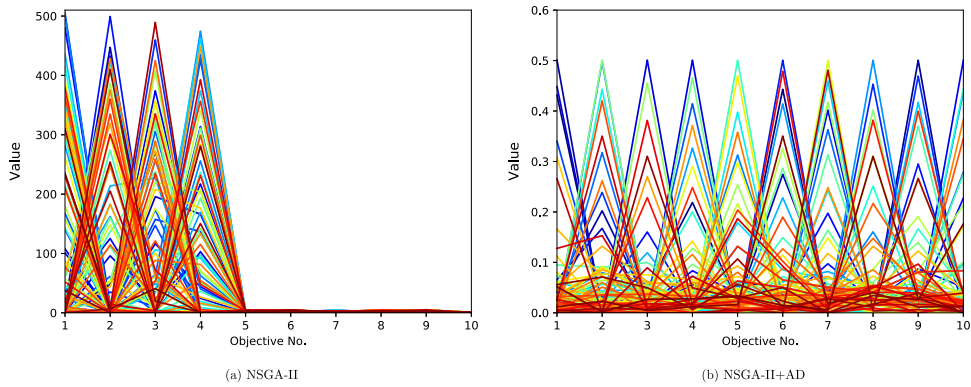 500
400
300
200
100
0
Value
1 2 3 4 5 6 7 8 9 10
Objective No.
(a) NSGA-II
0.6
0.5
0.4
0.3
0.2
0.1
0.0
Value
1 2 3 4 5 6 7 8 9 10
Objective No.
(b) NSGA-II+AD